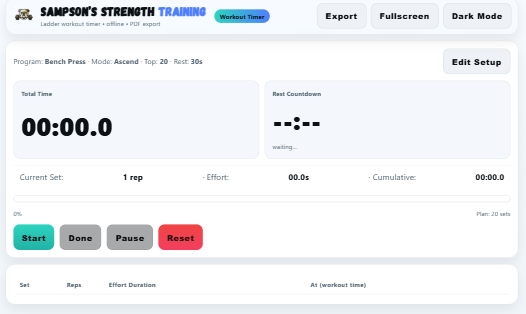 SAMPSON'S STRENGTH TRAINING
Workout Timer
Export
Fullscreen
Dark Mode
Ladder workout timer • offline • PDF export
Program: Bench Press · Mode: Ascend · Top: 20 · Rest: 30s
Edit Setup
Total Time
00:00.0
Rest Countdown
--:--
waiting...
Current Set:
1 rep
· Effort:
00.0s
· Cumulative:
00:00.0
0%
Plan: 20 sets
Start
Done
Pause
Reset
Set
Reps
Effort Duration
At (workout time)